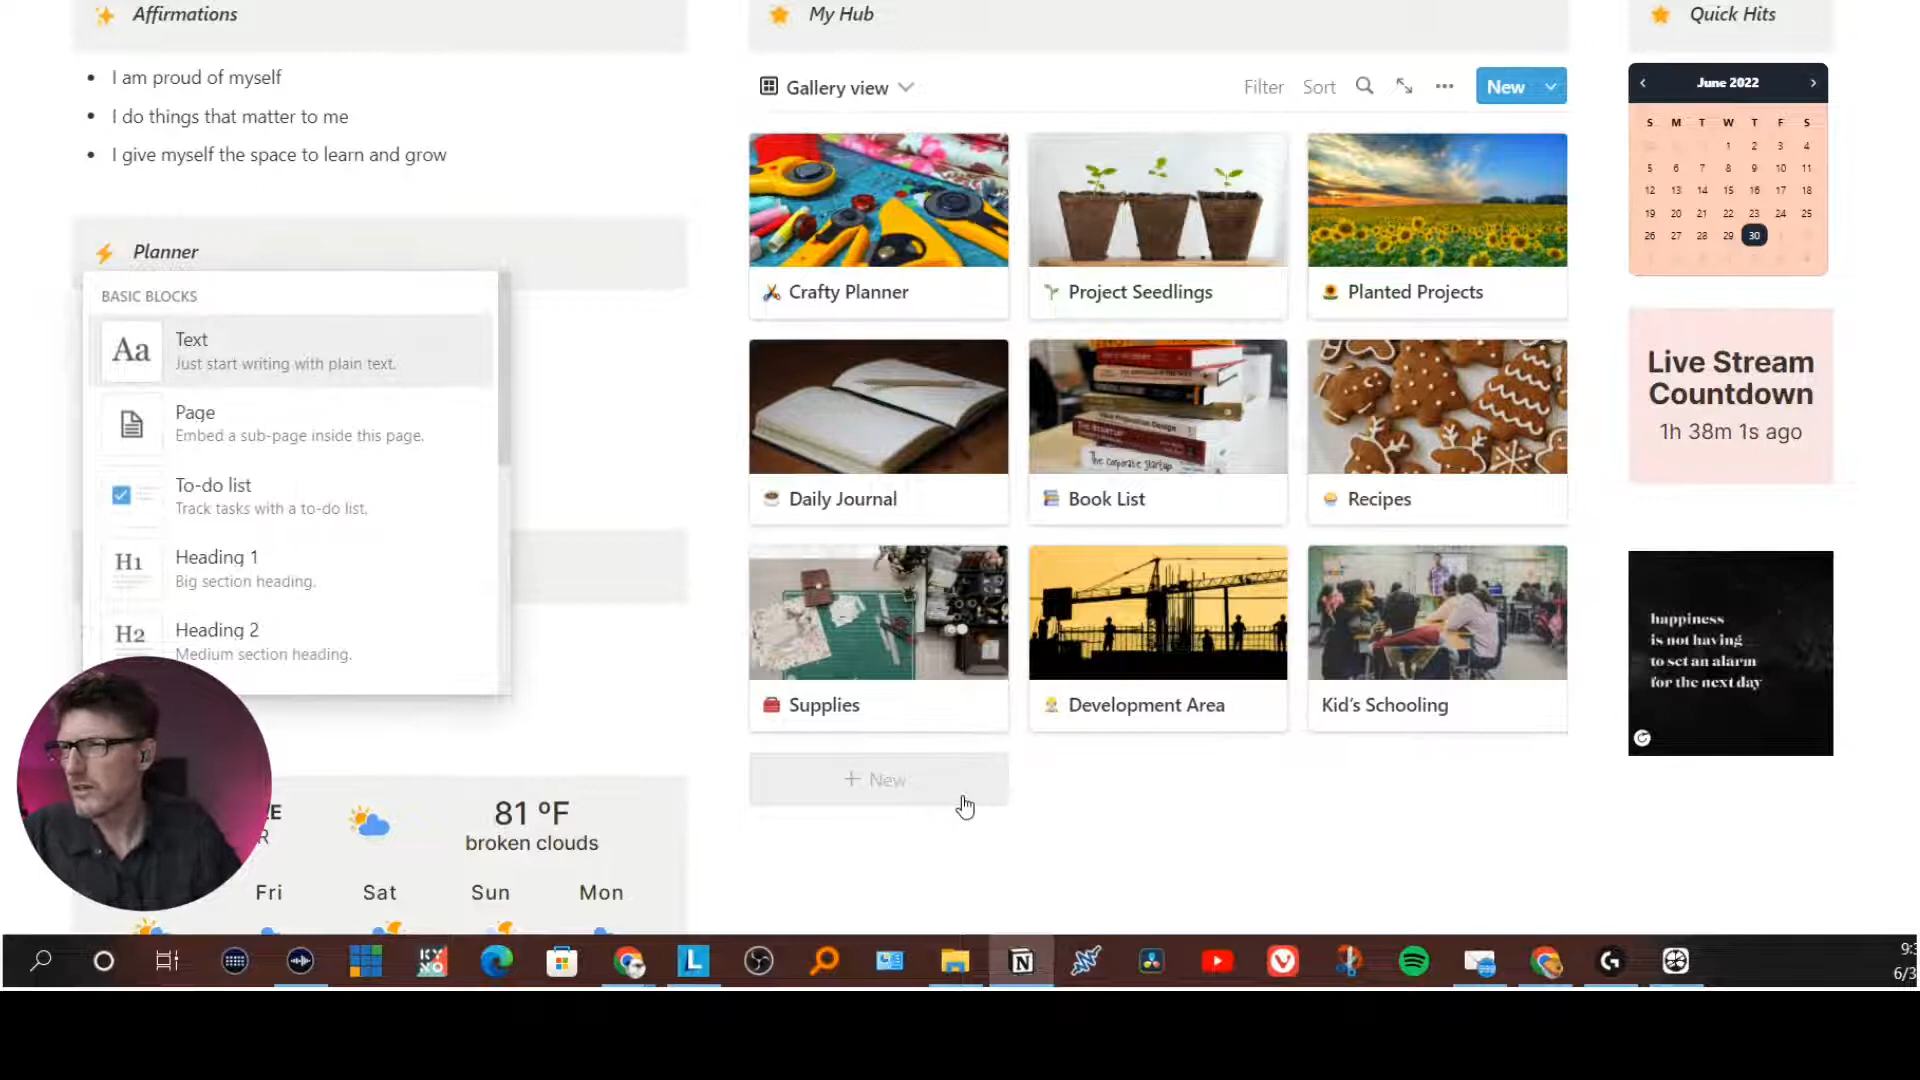 Affirmations
I am proud of myself
I do things that matter to me
I give myself the space to learn and grow
Planner
BASIC BLOCKS
Aa
Text
Just start writing with plain text.
Page
Embed a sub-page inside this page.
To-do list
Track tasks with a to-do list.
H1
Heading 1
Big section heading.
H2
Heading 2
Medium section heading.
81 °F
broken clouds
Fri Sat Sun Mon
My Hub
Gallery view
Filter Sort New
Crafty Planner
Project Seedlings
Planted Projects
Daily Journal
The corporate startup
Book List
Recipes
Supplies
Development Area
Kid's Schooling
+ New
Quick Hits
June 2022
S M T W T F S
1 2 3 4
5 6 7 8 9 10 11
12 13 14 15 16 17 18
19 20 21 22 23 24 25
26 27 28 29 30
Live Stream
Countdown
1h 38m 1s ago
happiness
is not having
to set an alarm
for the next day
9:3
6/3